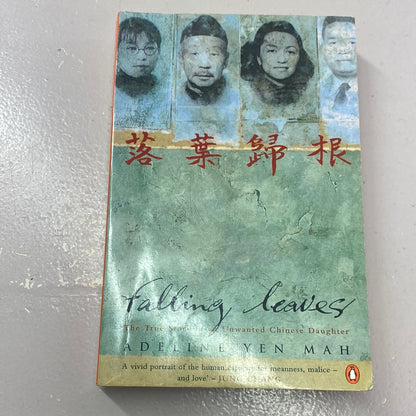 落葉歸根
falling leaves
The True Story of an Unwanted Chinese Daughter
ADELINE YEN MAH
'A vivid portrait of the human capacity for meanness, malice –
and love' – JUNG CHANG